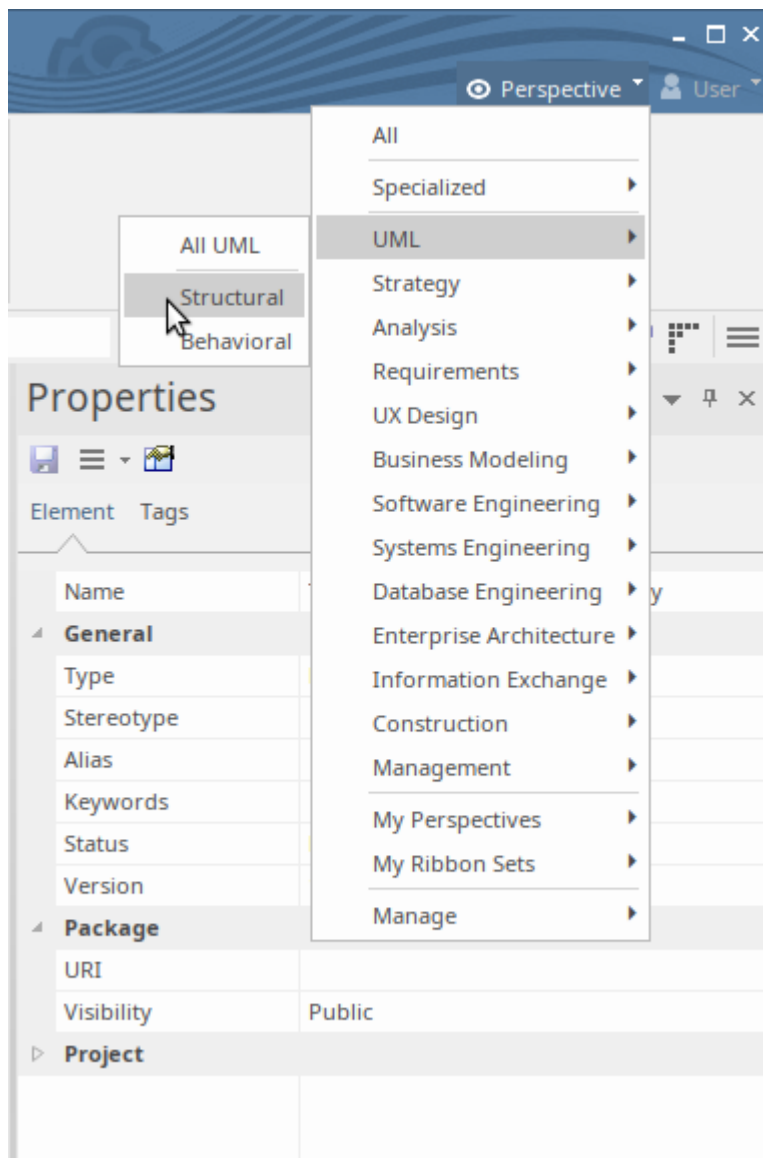 Perspective
User
All
Specialized
UML
Strategy
Analysis
Requirements
UX Design
Business Modeling
Software Engineering
Systems Engineering
Database Engineering
Enterprise Architecture
Information Exchange
Construction
Management
My Perspectives
My Ribbon Sets
Manage
All UML
Structural
Behavioral
Properties
Element Tags
Name
General
Type
Stereotype
Alias
Keywords
Status
Version
Package
URI
Visibility Public
Project